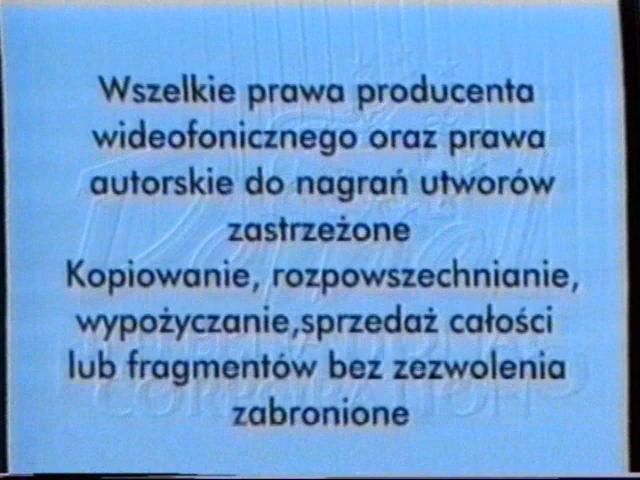 Wszelkie prawa producenta
wideofonicznego oraz prawa
autorskie do nagrań utworów
zastrzeżone
Kopiowanie, rozpowszechnianie,
wypożyczanie,sprzedaż całości
lub fragmentów bez zezwolenia
zabronione
CORPORATION